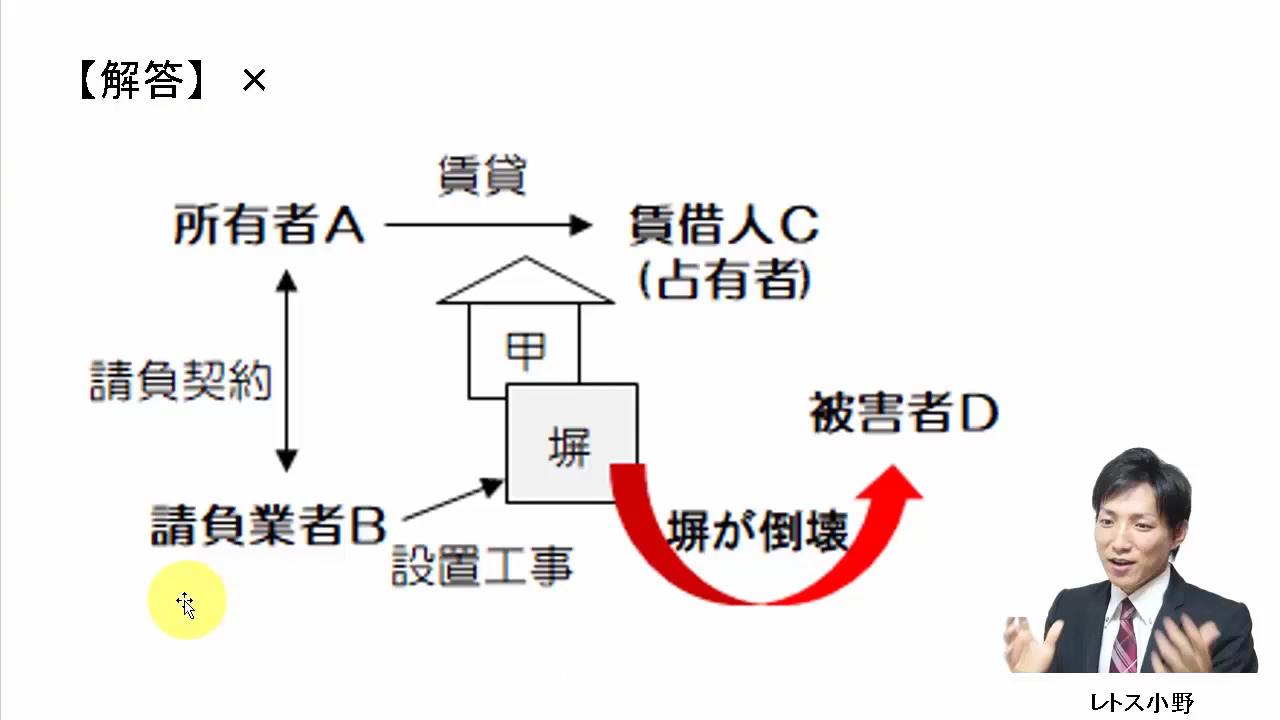 【解答】 ×
賃貸
所有者A
賃借人C
(占有者)
甲
請負契約
塀
被害者D
請負業者B
設置工事
塀が倒壊
レトス小野